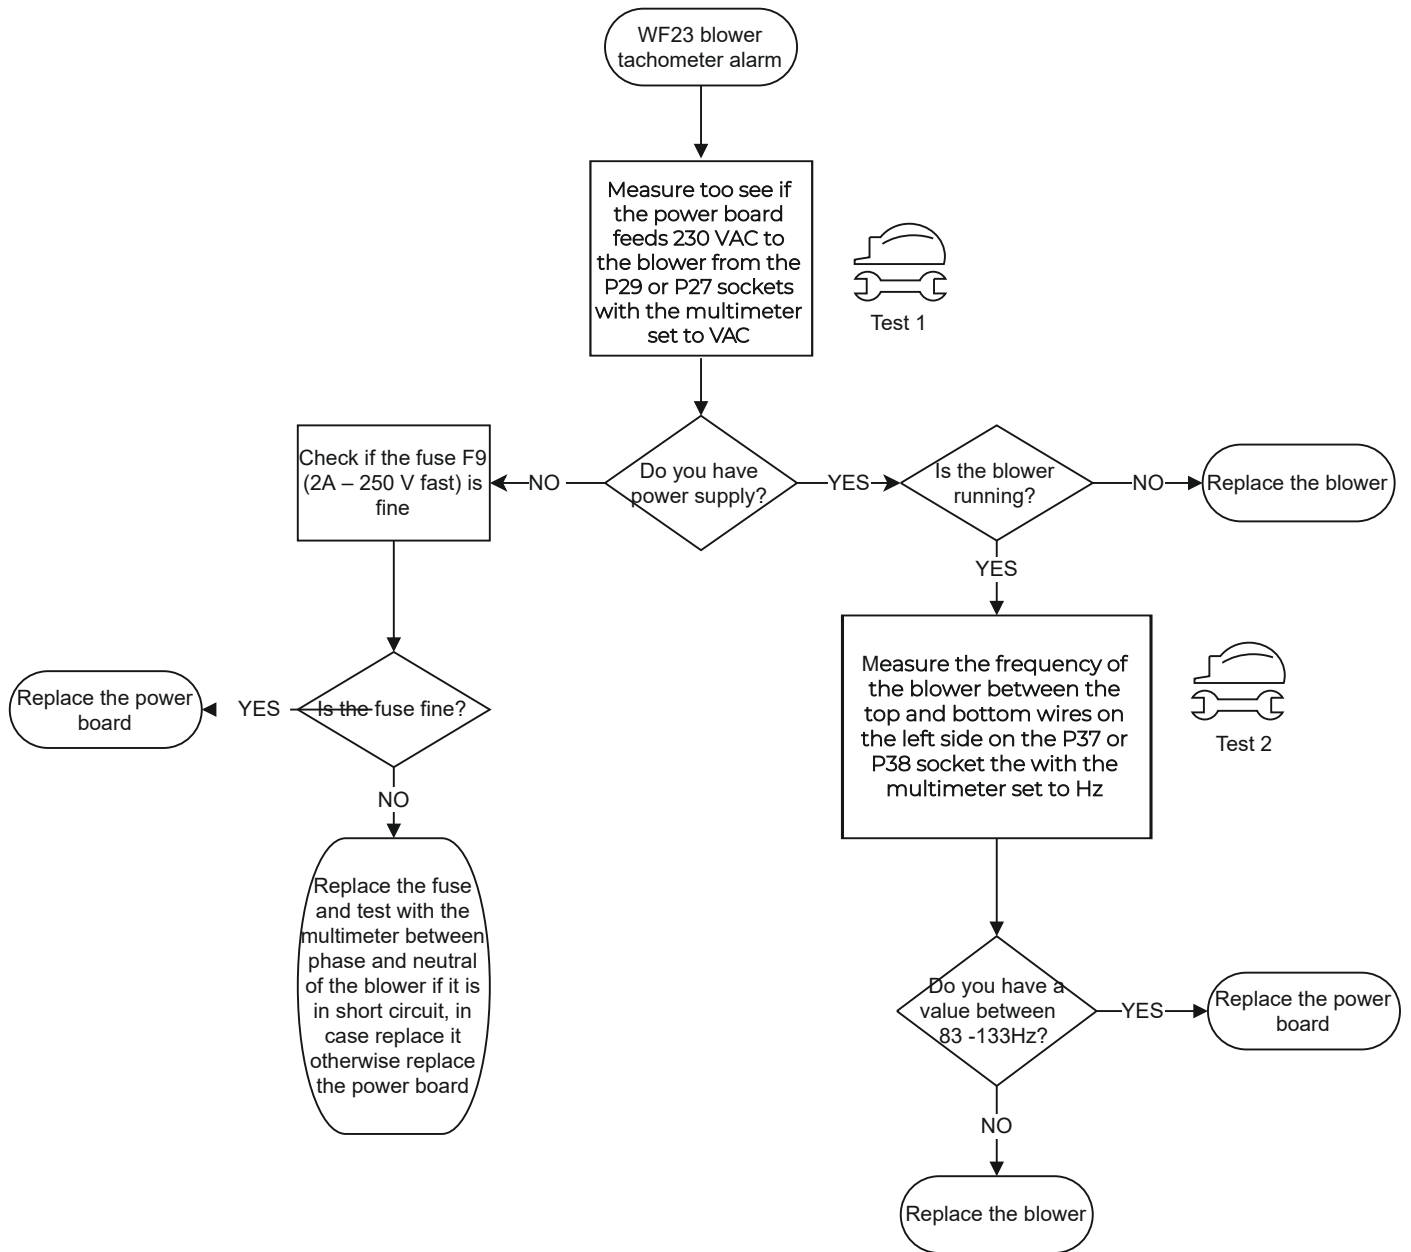 WF23 blower
tachometer alarm
Measure too see if
the power board
feeds 230 VAC to
the blower from the
P29 or P27 sockets
with the multimeter
set to VAC
Test 1
Check if the fuse F9
(2A – 250 V fast) is
fine
NO
Do you have
power supply?
YES
Is the blower
running?
NO
Replace the blower
YES
Measure the frequency of
the blower between the
top and bottom wires on
the left side on the P37 or
P38 socket the with the
multimeter set to Hz
Test 2
Replace the power
board
YES
Is the fuse fine?
NO
Replace the fuse
and test with the
multimeter between
phase and neutral
of the blower if it is
in short circuit, in
case replace it
otherwise replace
the power board
Do you have a
value between
83 -133Hz?
YES
Replace the power
board
NO
Replace the blower